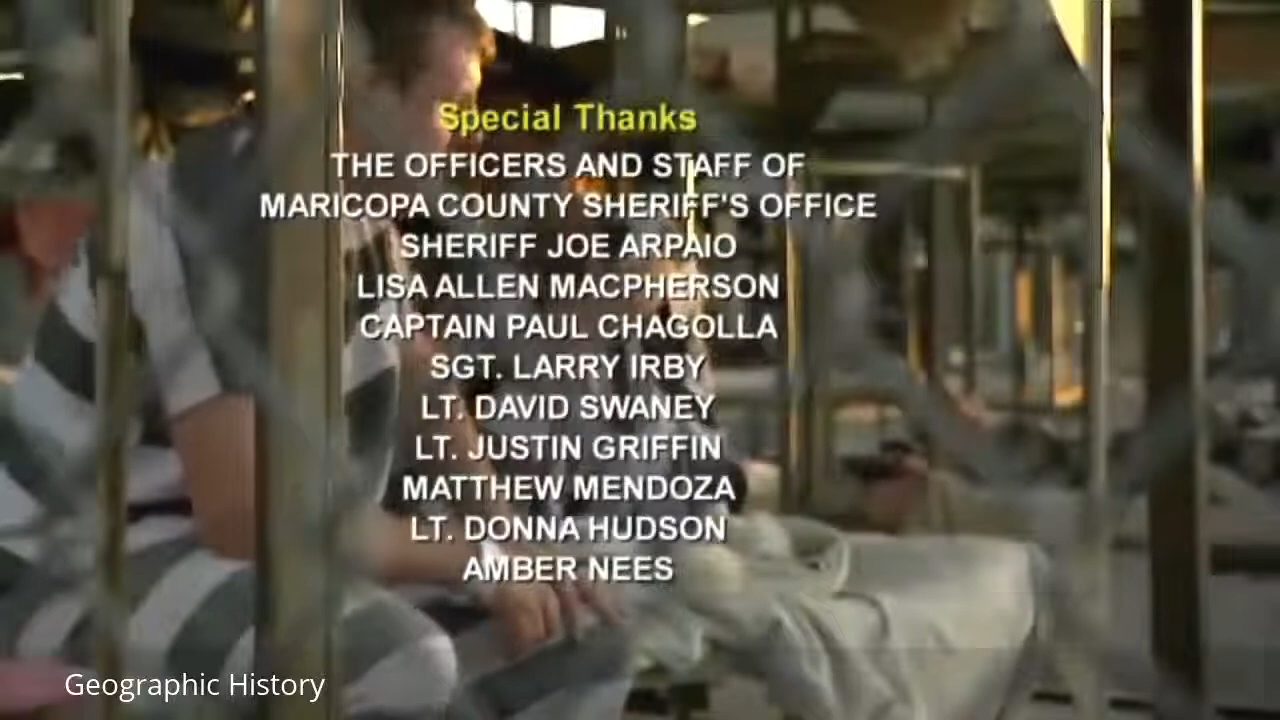 Special Thanks
THE OFFICERS AND STAFF OF
MARICOPA COUNTY SHERIFF'S OFFICE
SHERIFF JOE ARPAIO
LISA ALLEN MACPHERSON
CAPTAIN PAUL CHAGOLLA
SGT. LARRY IRBY
LT. DAVID SWANEY
LT. JUSTIN GRIFFIN
MATTHEW MENDOZA
LT. DONNA HUDSON
AMBER NEES
Geographic History